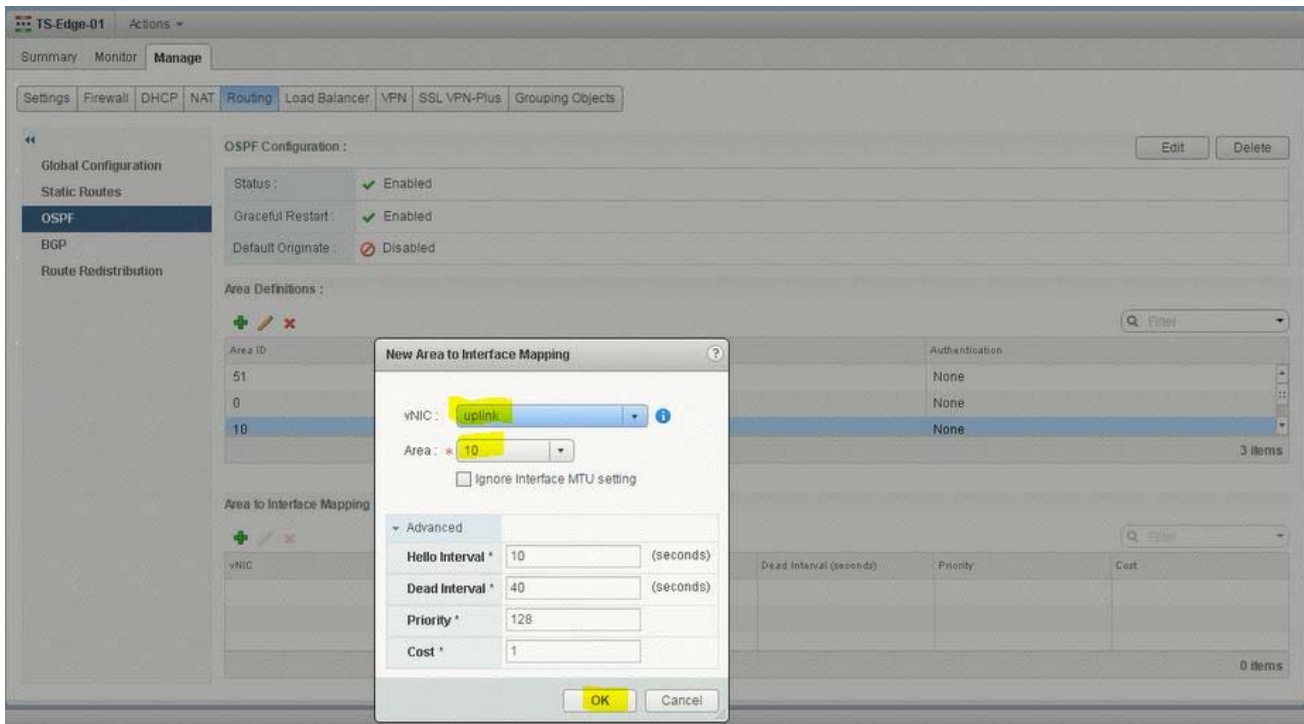 TS-Edge-01 Actions
Summary Monitor Manage
Settings Firewall DHCP NAT Routing Load Balancer VPN SSL VPN-Plus Grouping Objects
Global Configuration
Static Routes
OSPF
BGP
Route Redistribution
OSPF Configuration :
Edit Delete
Status : Enabled
Graceful Restart : Enabled
Default Originate : Disabled
Area Definitions :
Filter
Area ID Authentication
51 None
0 None
10 None
3 items
New Area to Interface Mapping ?
vNIC : uplink
Area : * 10
Ignore Interface MTU setting
Advanced
Hello Interval * 10 (seconds)
Dead Interval * 40 (seconds)
Priority * 128
Cost * 1
OK Cancel
Area to Interface Mapping
Filter
vNIC Dead Interval (seconds) Priority Cost
0 items